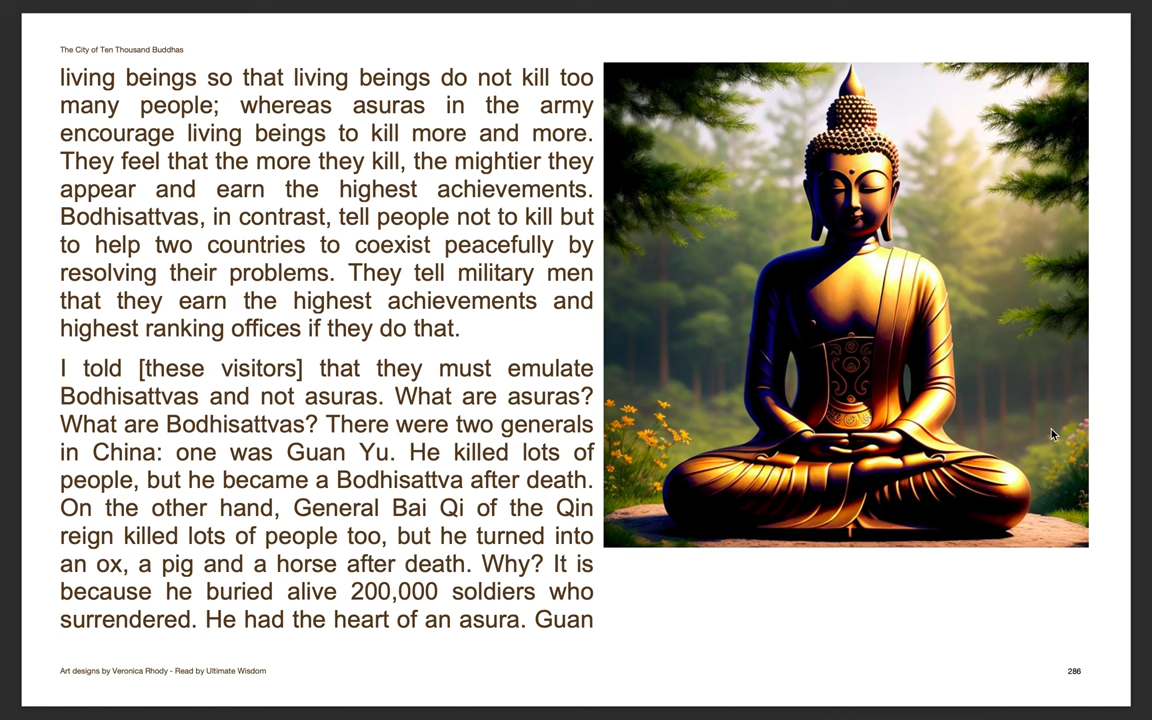 The City of Ten Thousand Buddhas
living beings so that living beings do not kill too
many people; whereas asuras in the army
encourage living beings to kill more and more.
They feel that the more they kill, the mightier they
appear and earn the highest achievements.
Bodhisattvas, in contrast, tell people not to kill but
to help two countries to coexist peacefully by
resolving their problems. They tell military men
that they earn the highest achievements and
highest ranking offices if they do that.
I told [these visitors] that they must emulate
Bodhisattvas and not asuras. What are asuras?
What are Bodhisattvas? There were two generals
in China: one was Guan Yu. He killed lots of
people, but he became a Bodhisattva after death.
On the other hand, General Bai Qi of the Qin
reign killed lots of people too, but he turned into
an ox, a pig and a horse after death. Why? It is
because he buried alive 200,000 soldiers who
surrendered. He had the heart of an asura. Guan
Art designs by Veronica Rhody - Read by Ultimate Wisdom
286